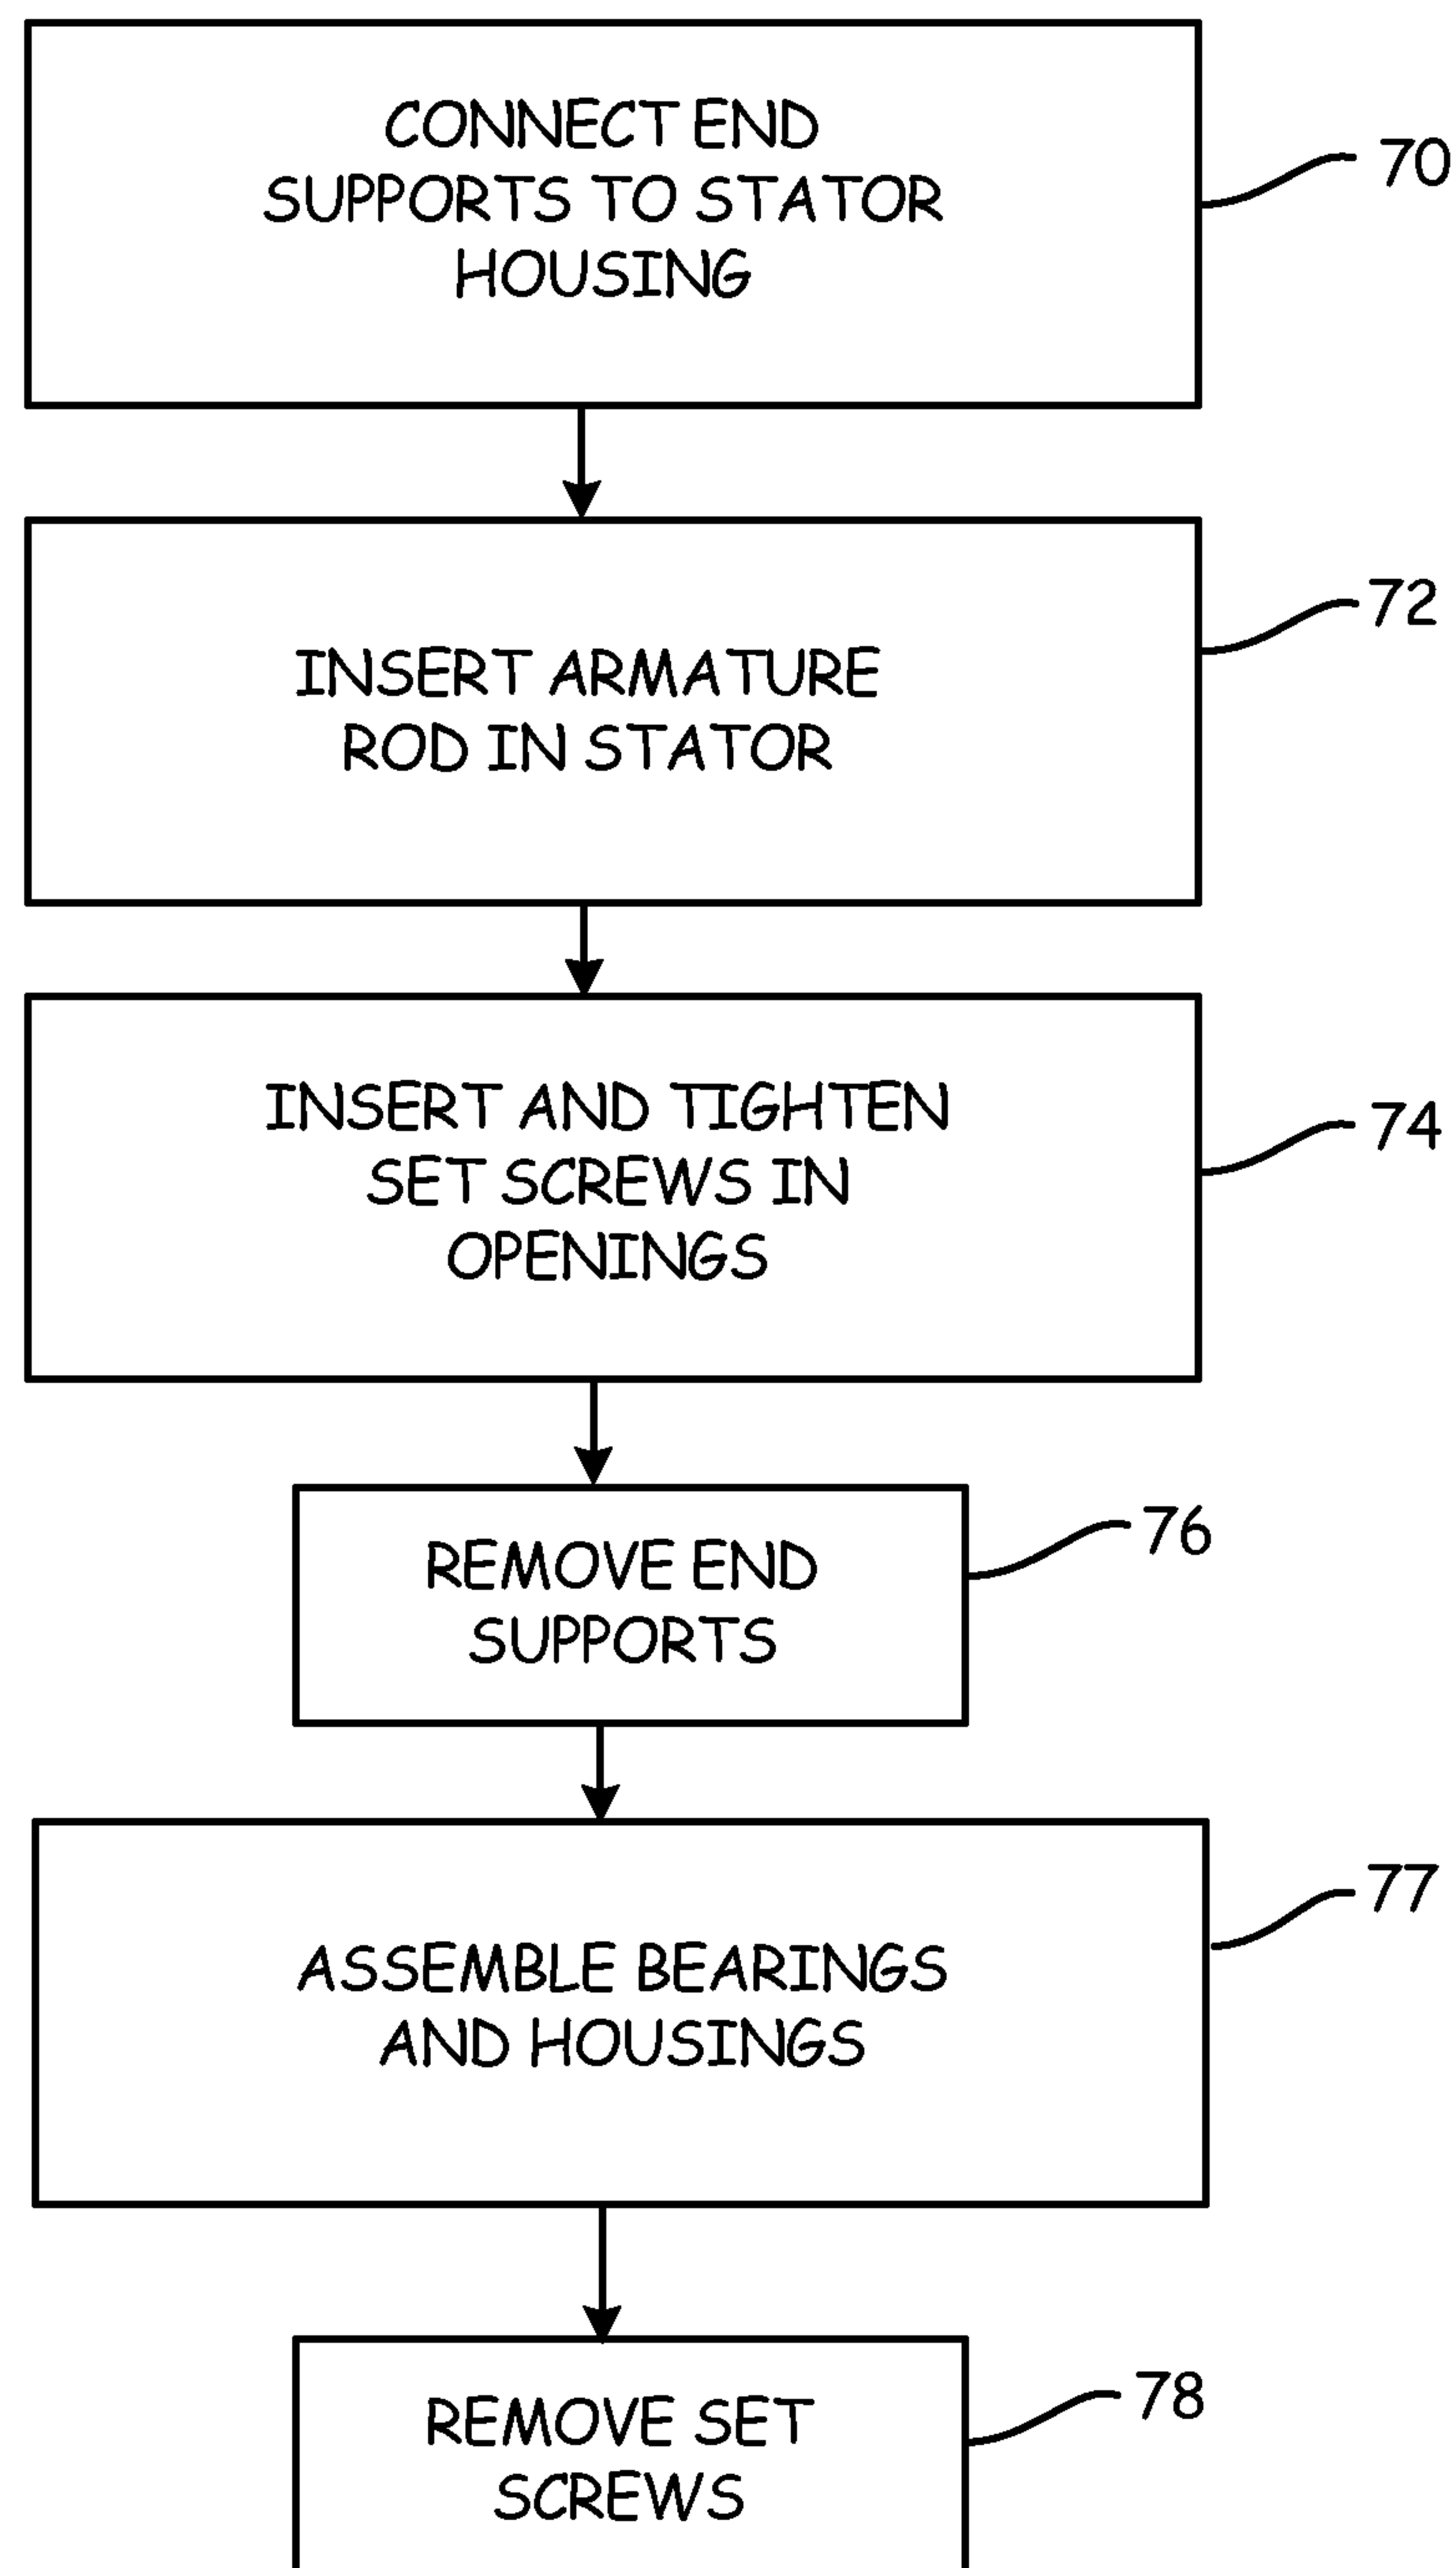 CONNECT END
SUPPORTS TO STATOR
HOUSING
70
INSERT ARMATURE
ROD IN STATOR
72
INSERT AND TIGHTEN
SET SCREWS IN
OPENINGS
74
REMOVE END
SUPPORTS
76
ASSEMBLE BEARINGS
AND HOUSINGS
77
REMOVE SET
SCREWS
78